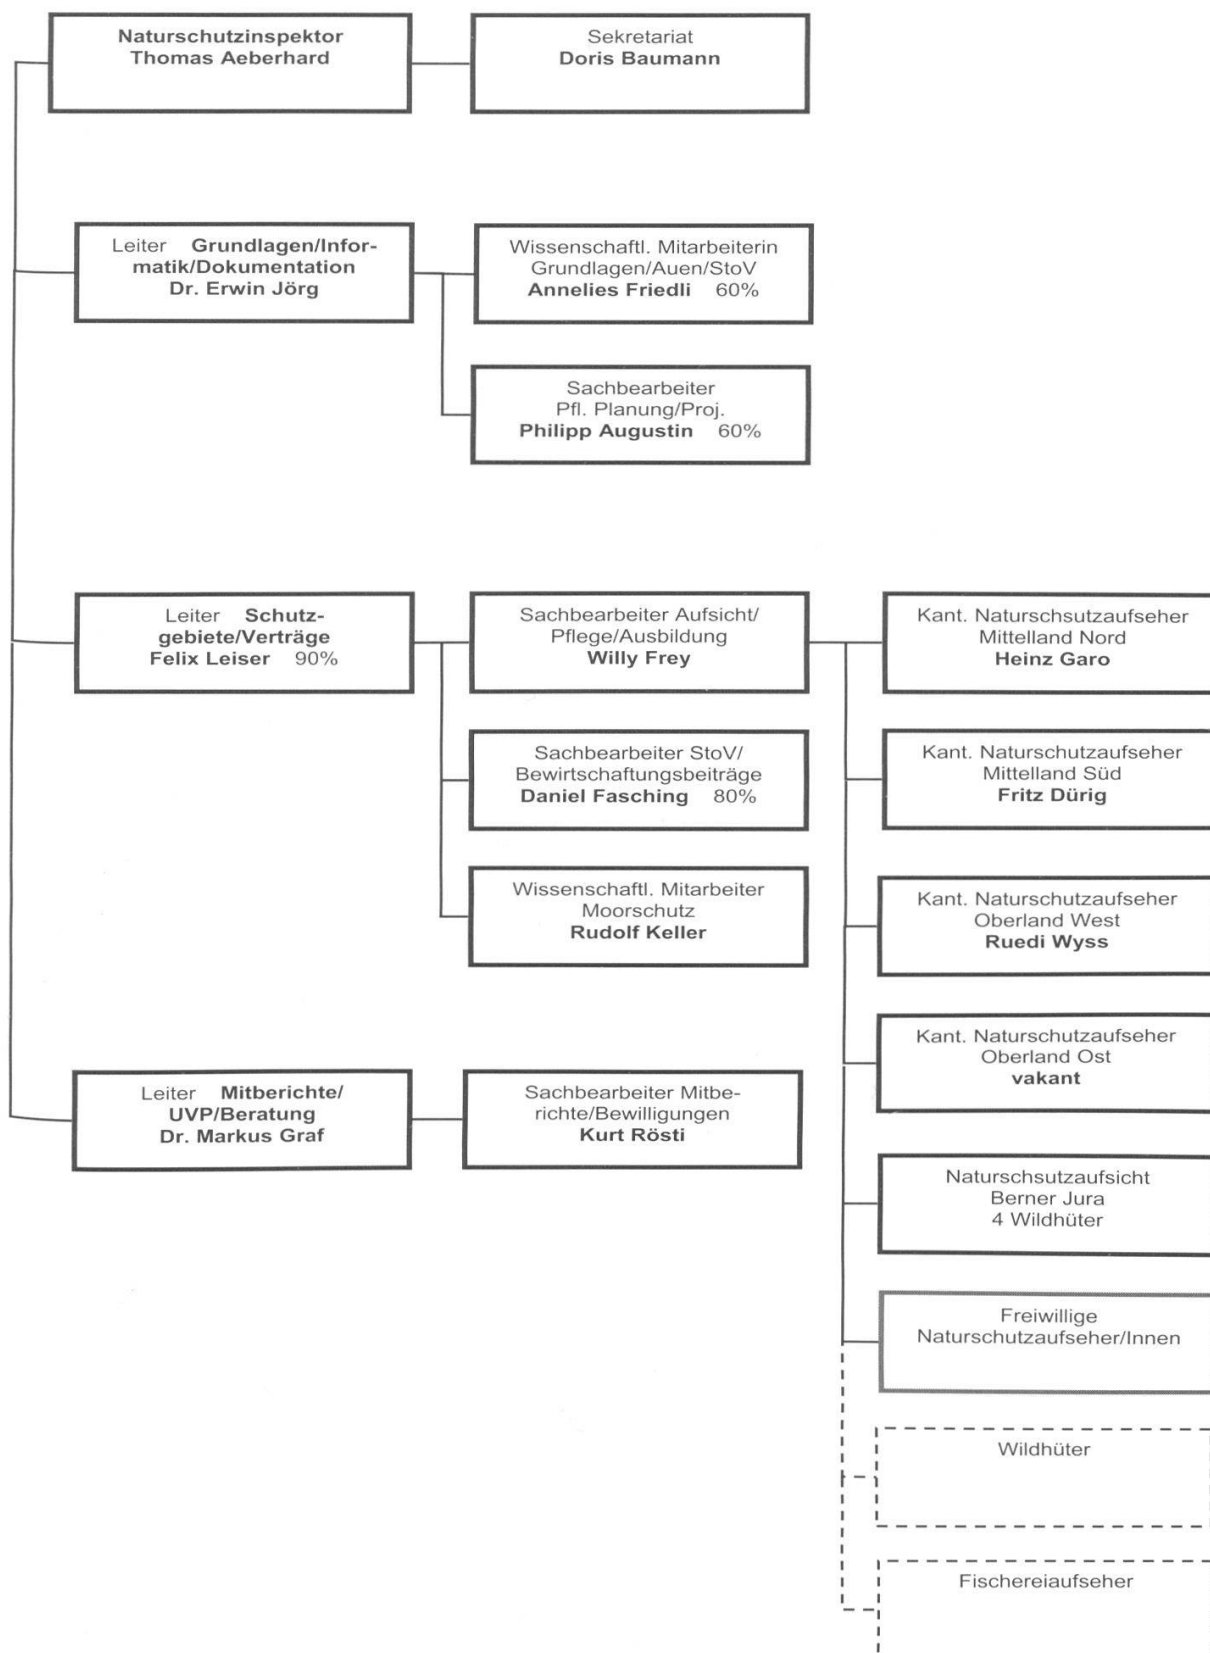 Naturschutzinspektor
Thomas Aeberhard
Sekretariat
Doris Baumann
Leiter Grundlagen/Infor-
matik/Dokumentation
Dr. Erwin Jörg
Wissenschaftl. Mitarbeiterin
Grundlagen/Auen/StoV
Annelies Friedli 60%
Sachbearbeiter
Pfl. Planung/Proj.
Philipp Augustin 60%
Leiter Schutz-
gebiete/Verträge
Felix Leiser 90%
Sachbearbeiter Aufsicht/
Pflege/Ausbildung
Willy Frey
Kant. Naturschsutzaufseher
Mittelland Nord
Heinz Garo
Sachbearbeiter StoV/
Bewirtschaftungsbeiträge
Daniel Fasching 80%
Kant. Naturschutzaufseher
Mittelland Süd
Fritz Dürig
Wissenschaftl. Mitarbeiter
Moorschutz
Rudolf Keller
Kant. Naturschutzaufseher
Oberland West
Ruedi Wyss
Kant. Naturschutzaufseher
Oberland Ost
vakant
Leiter Mitberichte/
UVP/Beratung
Dr. Markus Graf
Sachbearbeiter Mitbe-
richte/Bewilligungen
Kurt Rösti
Naturschsutzaufsicht
Berner Jura
4 Wildhüter
Freiwillige
Naturschutzaufseher/Innen
Wildhüter
Fischereiaufseher